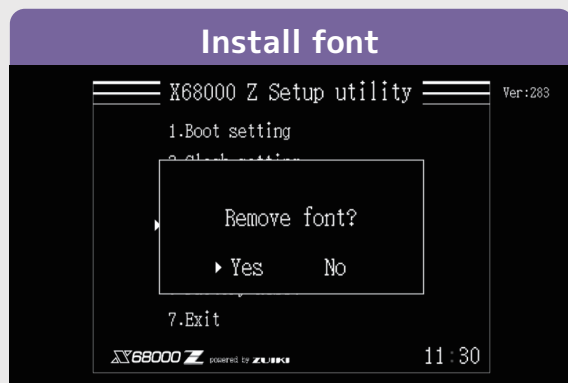 Install font
X68000 Z Setup utility
Ver:283
1.Boot setting
Remove font?
Yes No
7.Exit
X68000 Z powered by ZUIKI
11:30